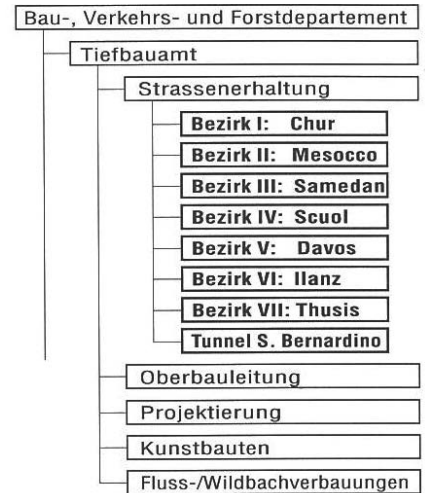 Bau-, Verkehrs- und Forstdepartement
Tiefbauamt
Strassenerhaltung
Bezirk I: Chur
Bezirk II: Mesocco
Bezirk III: Samedan
Bezirk IV: Scuol
Bezirk V: Davos
Bezirk VI: Ilanz
Bezirk VII: Thusis
Tunnel S. Bernardino
Oberbauleitung
Projektierung
Kunstbauten
Fluss-/Wildbachverbauungen